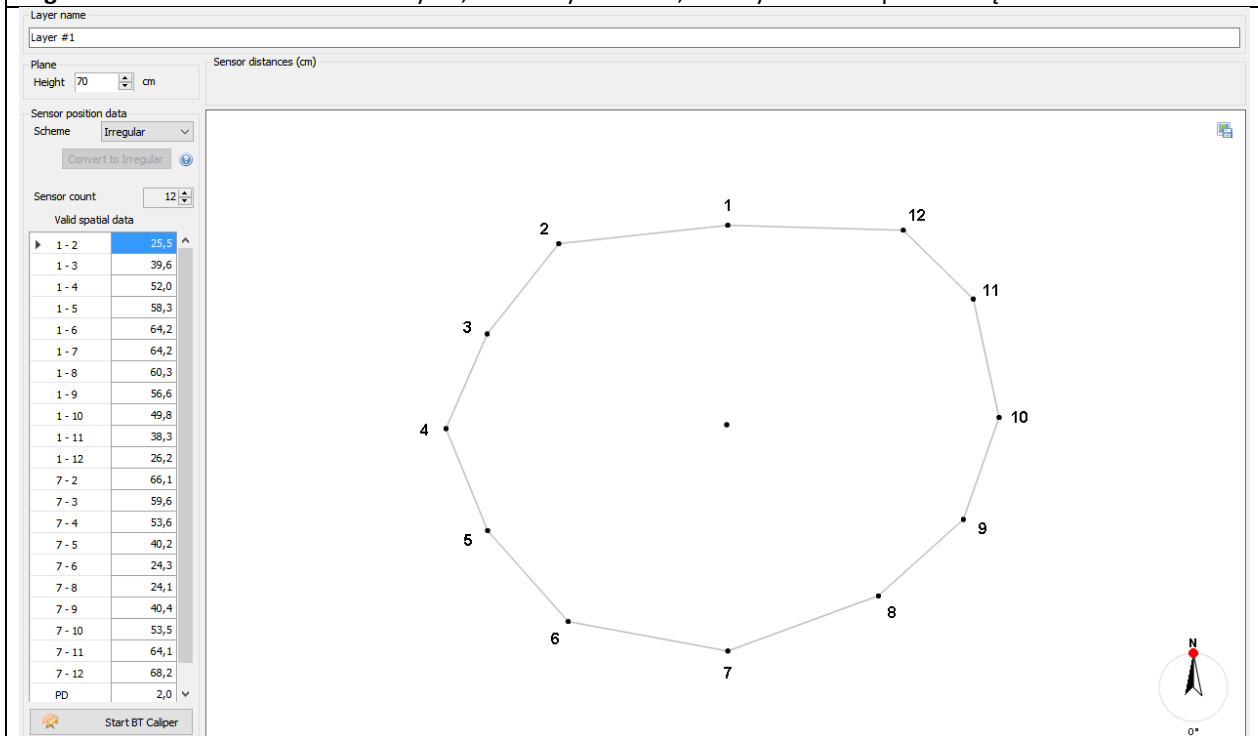 Layer name
Layer #1
Plane
Height 70 cm
Sensor distances (cm)
Sensor position data
Scheme Irregular
Convert to Irregular
Sensor count 12
Valid spatial data
1 - 2 25,5
1 - 3 39,6
1 - 4 52,0
1 - 5 58,3
1 - 6 64,2
1 - 7 64,2
1 - 8 60,3
1 - 9 56,6
1 - 10 49,8
1 - 11 38,3
1 - 12 26,2
7 - 2 66,1
7 - 3 59,6
7 - 4 53,6
7 - 5 40,2
7 - 6 24,3
7 - 8 24,1
7 - 9 40,4
7 - 10 53,5
7 - 11 64,1
7 - 12 68,2
PD 2,0
Start BT Caliper
1
2
12
11
3
4
10
5
9
6
8
7
N
0°